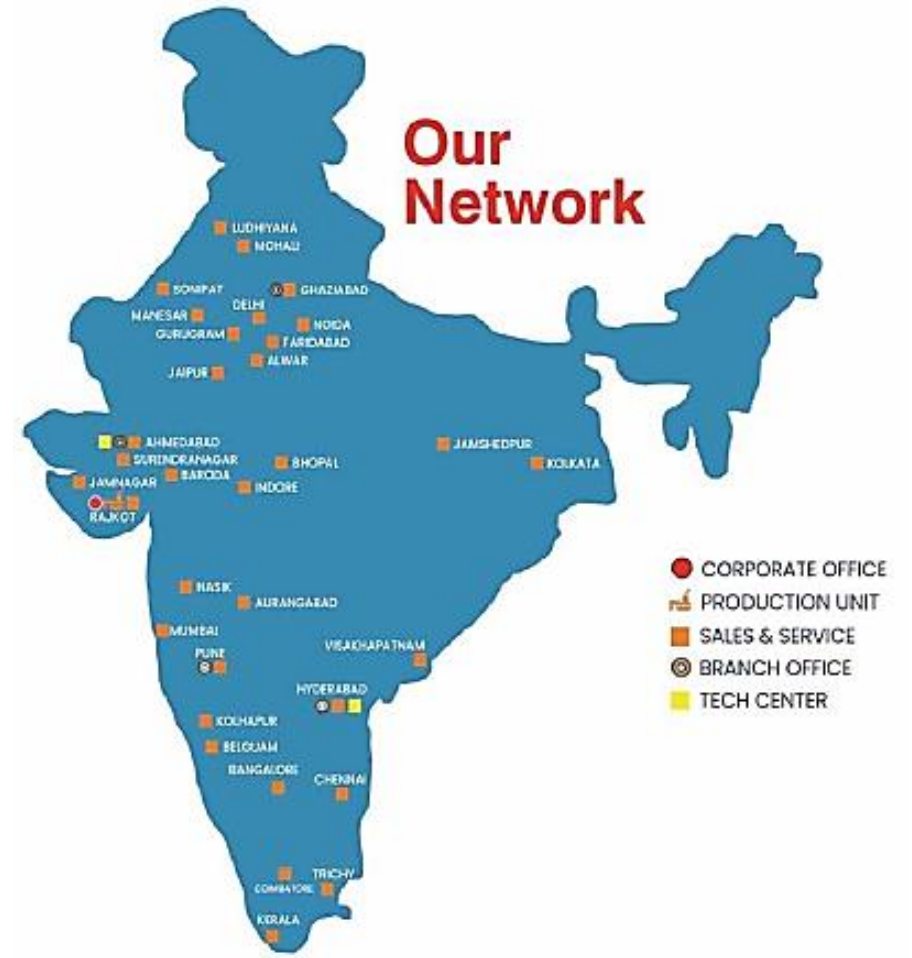 Our
Network
LUDHIYANA
MOHALI
SONIPAT
GHAZIABAD
DELHI
MANESAR
NOIDA
GURUGRAM
FARIDABAD
ALWAR
JAIPUR
AHMEDABAD
JAMSHEDPUR
SURENDRANAGAR
BHOPAL
KOLKATA
BARODA
JAMNAGAR
INDORE
RAJKOT
CORPORATE OFFICE
NASIK
AURANGABAD
PRODUCTION UNIT
MUMBAI
SALES & SERVICE
VISAKHAPATNAM
PUNE
BRANCH OFFICE
HYDERABAD
TECH CENTER
KOLHAPUR
BELGUAM
BANGALORE
CHENNAI
TRICHY
COIMBATORE
KERALA